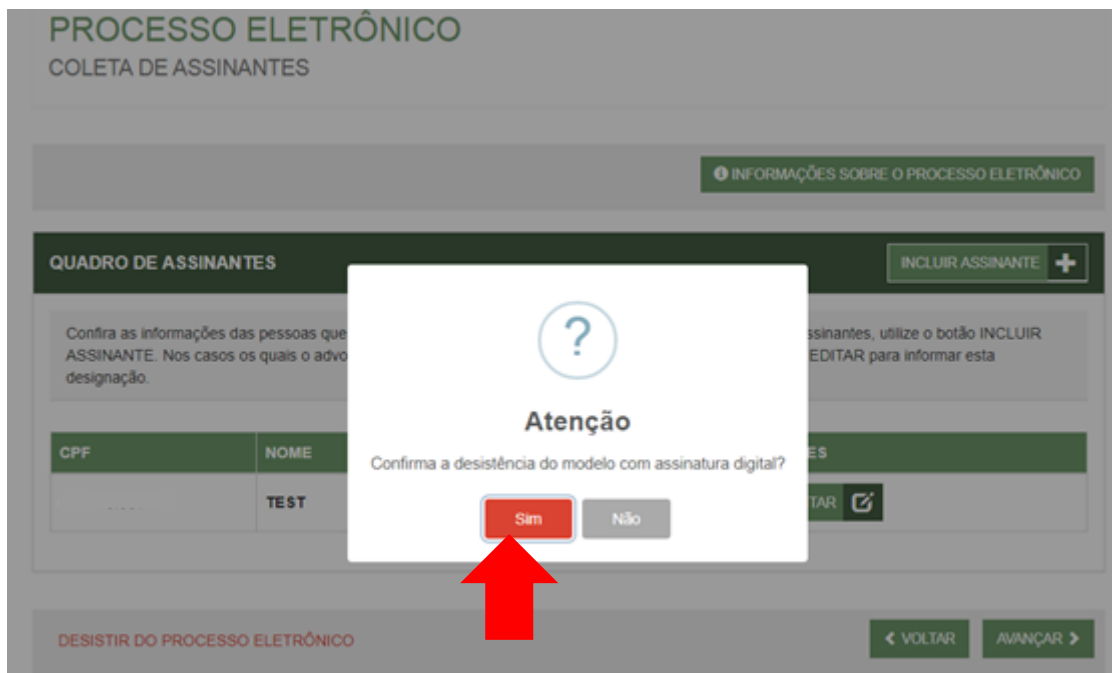 PROCESSO ELETRÔNICO
COLETA DE ASSINANTES
INFORMAÇÕES SOBRE O PROCESSO ELETRÔNICO
QUADRO DE ASSINANTES
INCLUIR ASSINANTE
Confira as informações das pessoas que ssinantes, utilize o botão INCLUIR
ASSINANTE. Nos casos os quais o advo EDITAR para informar esta
designação.
?
Atenção
Confirma a desistência do modelo com assinatura digital?
Sim Não
CPF NOME ES
TEST TAR
DESISTIR DO PROCESSO ELETRÔNICO
VOLTAR AVANÇAR